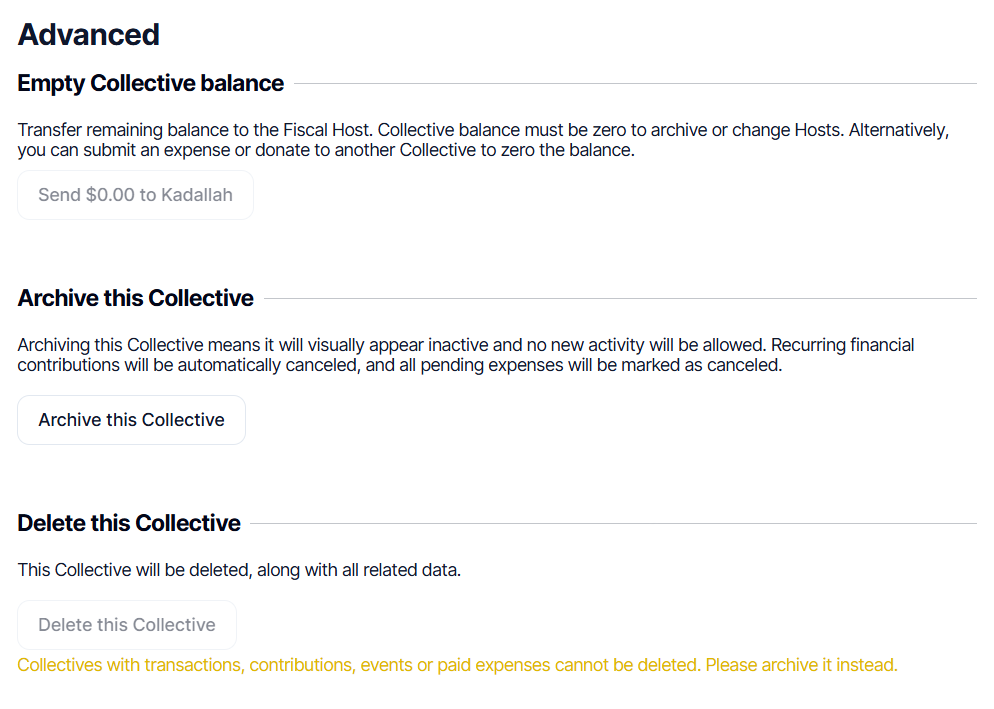 Advanced
Empty Collective balance
Transfer remaining balance to the Fiscal Host. Collective balance must be zero to archive or change Hosts. Alternatively,
you can submit an expense or donate to another Collective to zero the balance.
Send $0.00 to Kadallah
Archive this Collective
Archiving this Collective means it will visually appear inactive and no new activity will be allowed. Recurring financial
contributions will be automatically canceled, and all pending expenses will be marked as canceled.
Archive this Collective
Delete this Collective
This Collective will be deleted, along with all related data.
Delete this Collective
Collectives with transactions, contributions, events or paid expenses cannot be deleted. Please archive it instead.